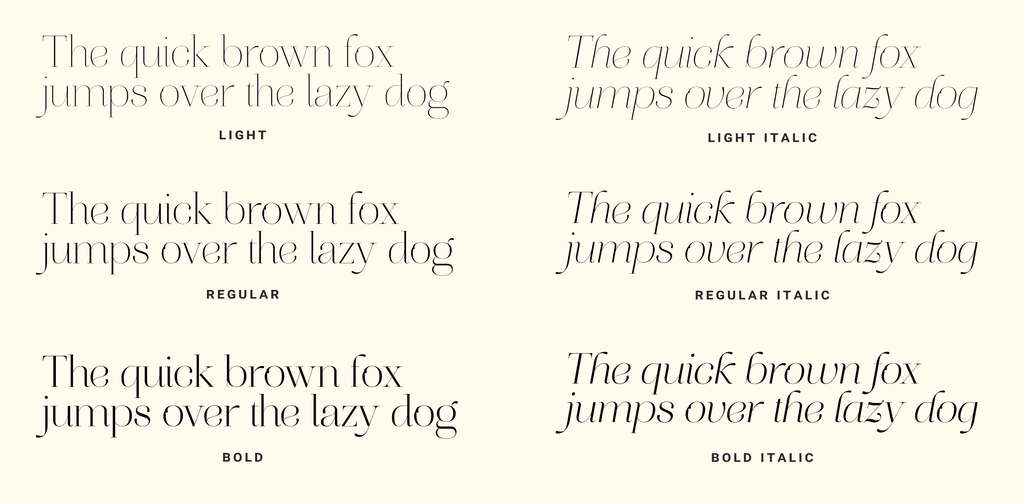 The quick brown fox
jumps over the lazy dog
LIGHT
The quick brown fox
jumps over the lazy dog
LIGHT ITALIC
The quick brown fox
jumps over the lazy dog
REGULAR
The quick brown fox
jumps over the lazy dog
REGULAR ITALIC
The quick brown fox
jumps over the lazy dog
BOLD
The quick brown fox
jumps over the lazy dog
BOLD ITALIC